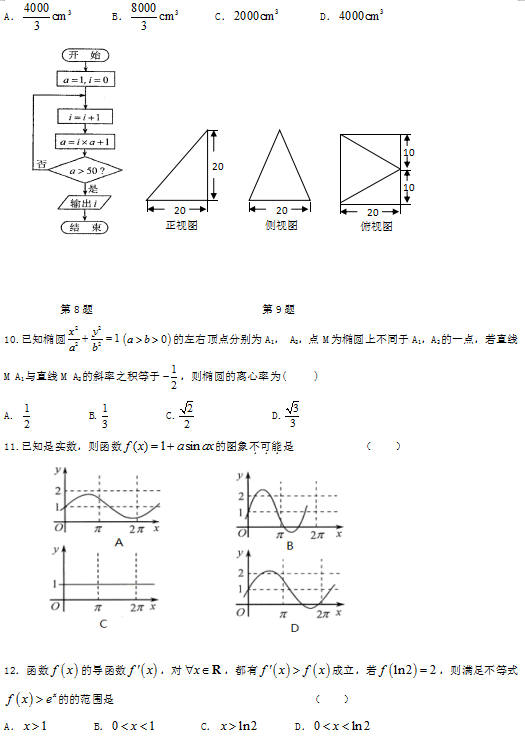 A. 4000/3 cm³ B. 8000/3 cm³ C. 2000cm³ D. 4000cm³
开 始
a=1, i=0
i=i+1
a=i×a+1
否
a>50?
是
输出i
结 束
20
20
正视图
20
侧视图
10
10
20
俯视图
第8题 第9题
10.已知椭圆 x²/a² + y²/b² = 1(a>b>0)的左右顶点分别为A₁, A₂,点M为椭圆上不同于A₁,A₂的一点,若直线
M A₁与直线M A₂的斜率之积等于 -1/2,则椭圆的离心率为( )
A. 1/2 B. 1/3 C. √2/2 D. √3/3
11.已知是实数,则函数 f(x)=1+a sin ax 的图象不可能是 ( )
y
2
1
O π 2π x
A
y
2
1
O π 2π x
B
y
1
O π 2π x
C
y
2
1
O π 2π x
D
12. 函数 f(x) 的导函数 f′(x),对 ∀x∈R,都有 f′(x)>f(x)成立,若 f(ln2)=2,则满足不等式
f(x)>eˣ的的范围是 ( )
A. x>1 B. 0<x<1 C. x>ln2 D. 0<x<ln2